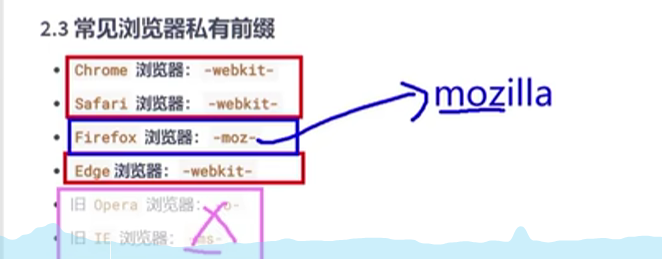 2.3 常见浏览器私有前缀
• Chrome 浏览器： -webkit-
• Safari 浏览器： -webkit-
• Firefox 浏览器： -moz-
mozilla
• Edge 浏览器： -webkit-
• 旧 Opera 浏览器： -o-
• 旧 IE 浏览器： -ms-